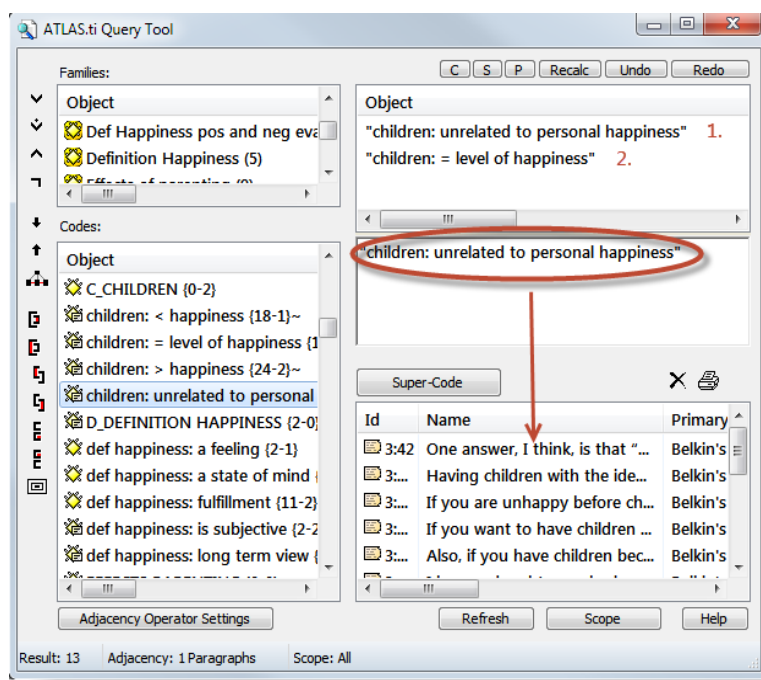 ATLAS.ti Query Tool
Families:
Object
Def Happiness pos and neg eva
Definition Happiness (5)
Effects of parenting (9)
Codes:
Object
C_CHILDREN {0-2}
children: < happiness {18-1}~
children: = level of happiness {1
children: > happiness {24-2}~
children: unrelated to personal
D_DEFINITION HAPPINESS {2-0}
def happiness: a feeling {2-1}
def happiness: a state of mind
def happiness: fulfillment {11-2}
def happiness: is subjective {2-2
def happiness: long term view {
Adjacency Operator Settings
C S P Recalc Undo Redo
Object
"children: unrelated to personal happiness" 1.
"children: = level of happiness" 2.
"children: unrelated to personal happiness"
Super-Code
Id Name Primary
3:42 One answer, I think, is that “... Belkin's
3:... Having children with the ide... Belkin's
3:... If you are unhappy before ch... Belkin's
3:... If you want to have children ... Belkin's
3:... Also, if you have children bec... Belkin's
Refresh Scope Help
Result: 13 Adjacency: 1 Paragraphs Scope: All